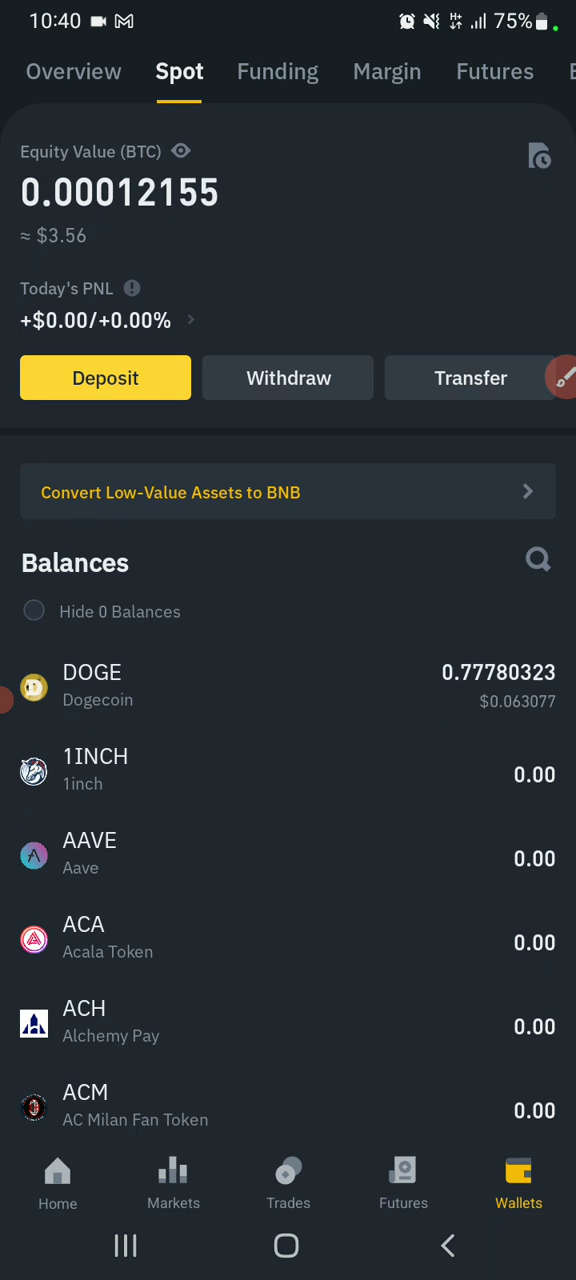 10:40 75%
Overview Spot Funding Margin Futures E
Equity Value (BTC)
0.00012155
≈ $3.56
Today's PNL
+$0.00/+0.00%
Deposit Withdraw Transfer
Convert Low-Value Assets to BNB
Balances
Hide 0 Balances
DOGE 0.77780323
Dogecoin $0.063077
1INCH
1inch 0.00
AAVE
Aave 0.00
ACA
Acala Token 0.00
ACH
Alchemy Pay 0.00
ACM
AC Milan Fan Token 0.00
Home Markets Trades Futures Wallets